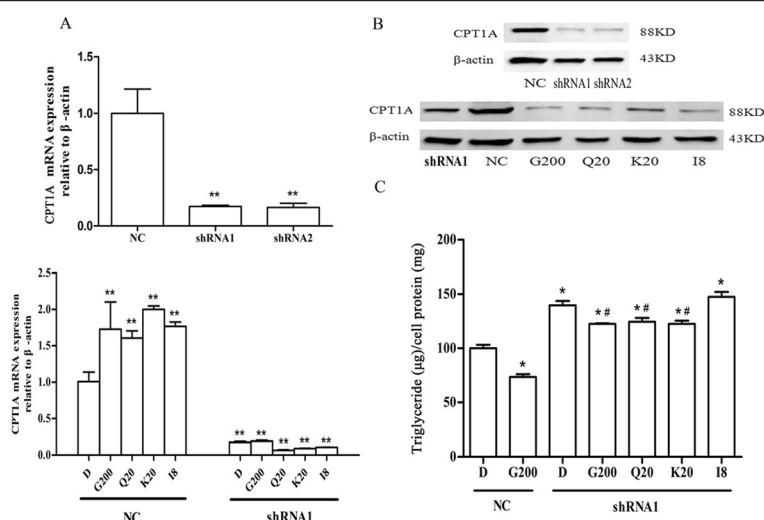 A
CPT1A mRNA expression
relative to β -actin
1.5
1.0
0.5
0.0
** **
NC shRNA1 shRNA2
CPT1A mRNA expression
relative to β -actin
2.5
2.0
1.5
1.0
0.5
0.0
** ** ** **
** ** ** ** **
D G200 Q20 K20 I8 D G200 Q20 K20 I8
NC shRNA1
B
CPT1A 88KD
β-actin 43KD
NC shRNA1 shRNA2
CPT1A 88KD
β-actin 43KD
shRNA1 NC G200 Q20 K20 I8
C
Triglyceride (µg)/cell protein (mg)
200
150
100
50
0
* * *# *# *# *
D G200 D G200 Q20 K20 I8
NC shRNA1